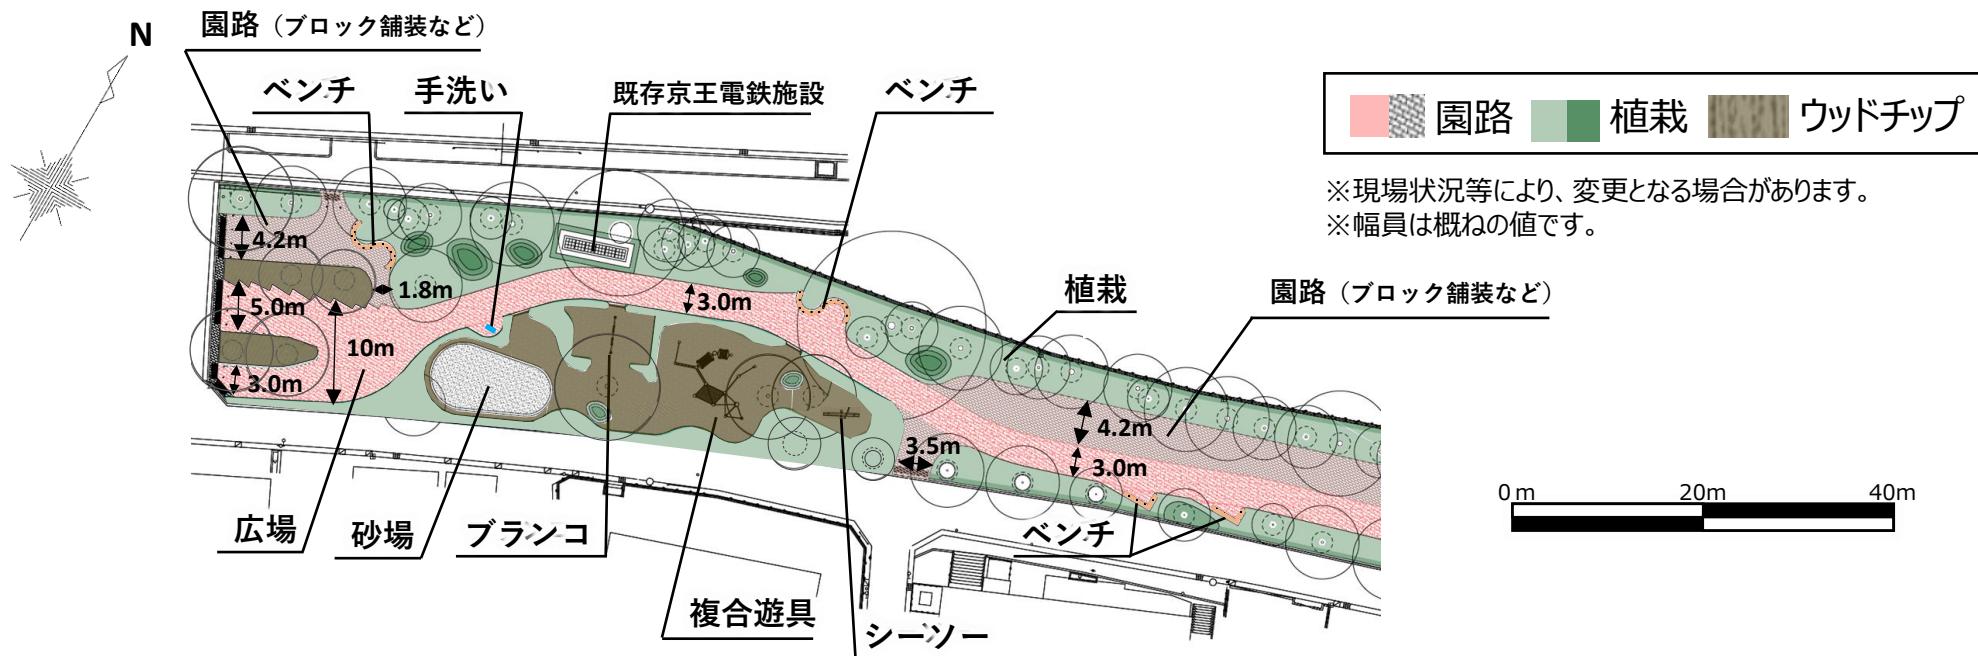 園路（ブロック舗装など）
N
ベンチ
手洗い
既存京王電鉄施設
ベンチ
園路
植栽
ウッドチップ
※現場状況等により、変更となる場合があります。
※幅員は概ねの値です。
4.2m
1.8m
5.0m
3.0m
植栽
園路（ブロック舗装など）
10m
3.0m
4.2m
3.5m
3.0m
0m
20m
40m
広場
砂場
ブランコ
ベンチ
複合遊具
シーソー